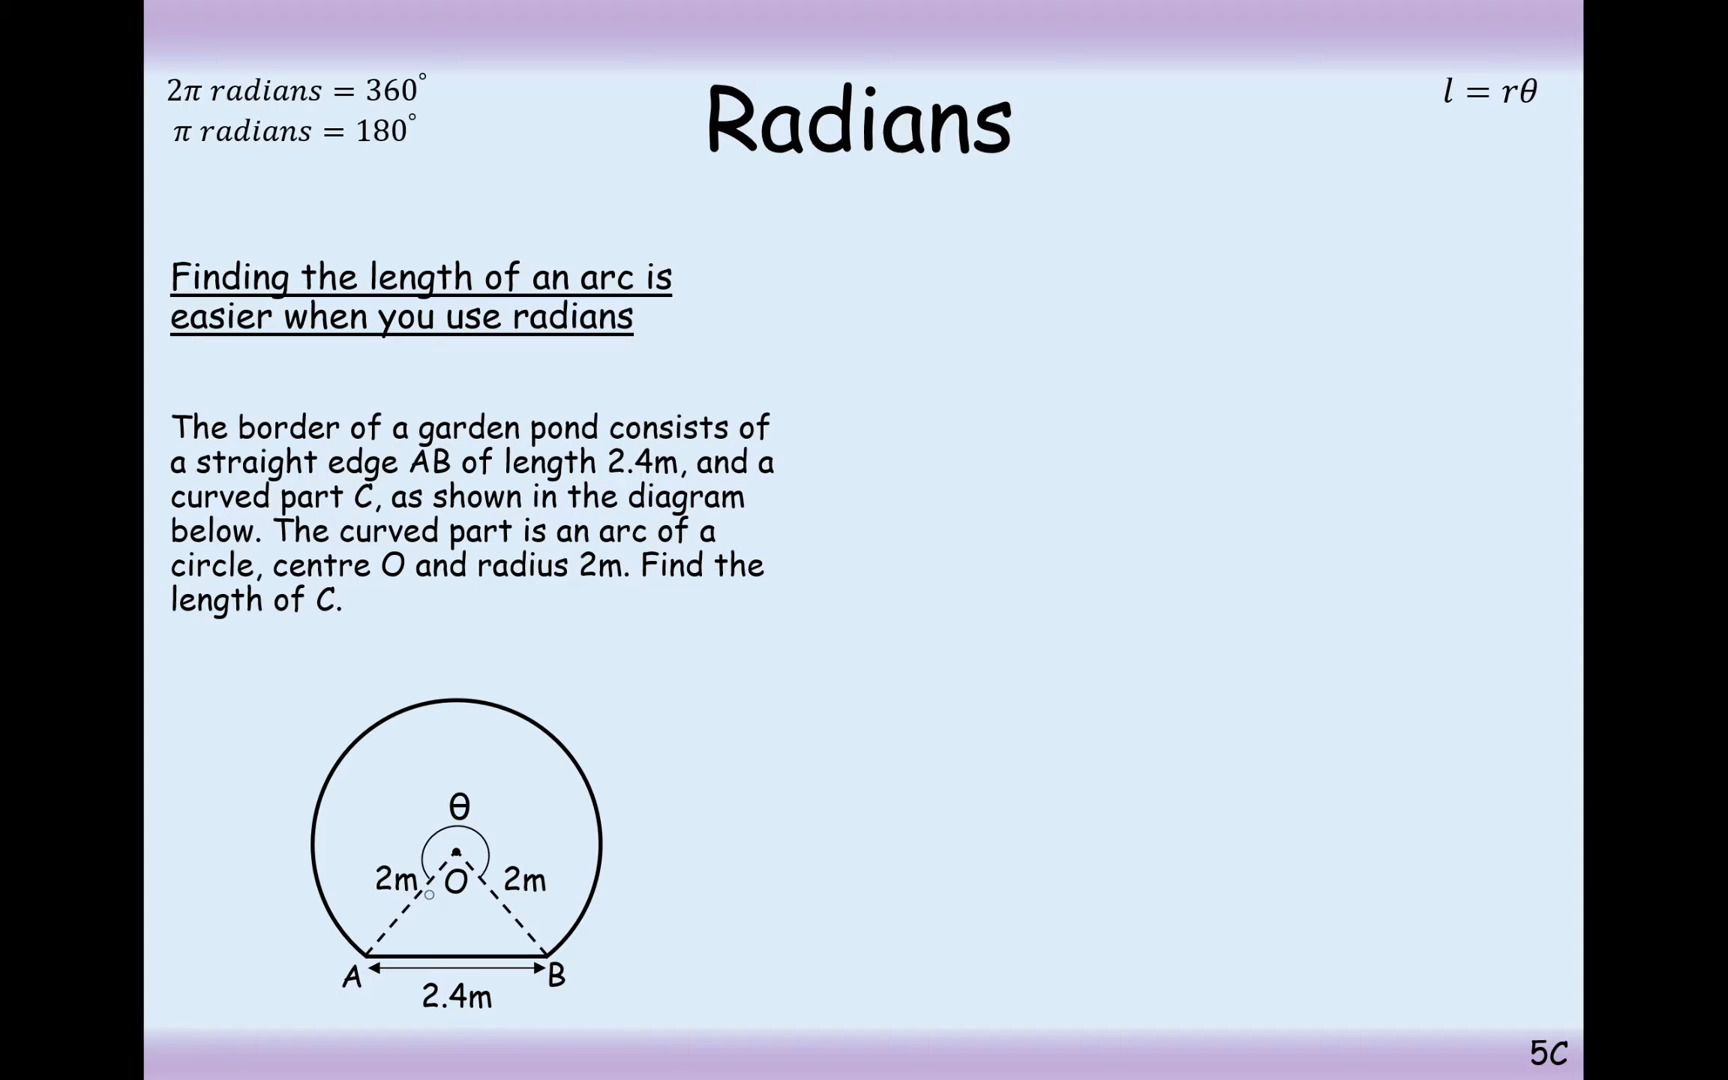 2π radians = 360°
π radians = 180°
Radians
l = rθ
Finding the length of an arc is
easier when you use radians
The border of a garden pond consists of
a straight edge AB of length 2.4m, and a
curved part C, as shown in the diagram
below. The curved part is an arc of a
circle, centre O and radius 2m. Find the
length of C.
θ
2m O 2m
A B
2.4m
5C